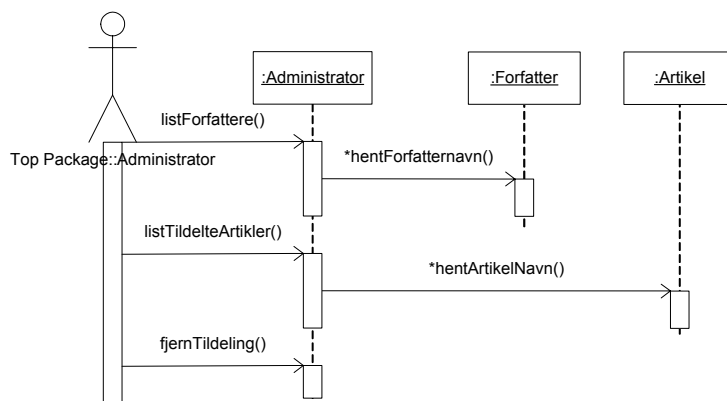 :Administrator
:Forfatter
:Artikel
listForfattere()
*hentForfatternavn()
Top Package::Administrator
listTildelteArtikler()
*hentArtikelNavn()
fjernTildeling()